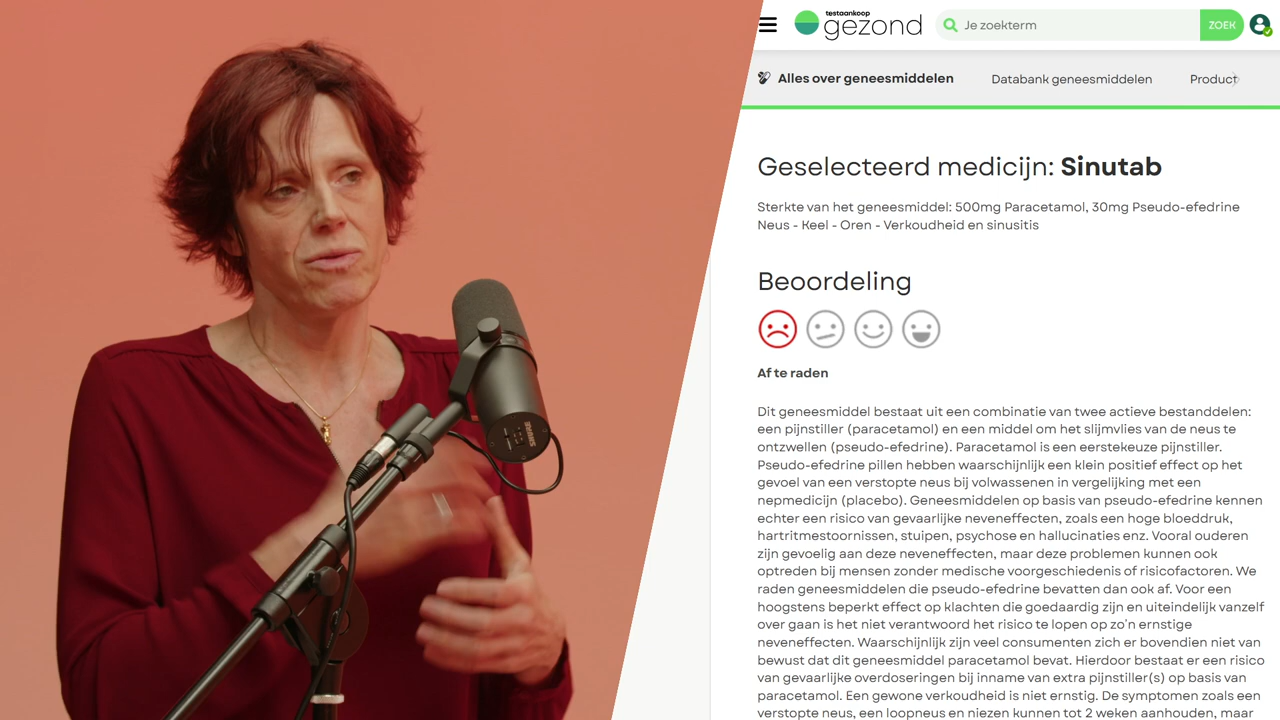 testaankoop
gezond
Je zoekterm
ZOEK
Alles over geneesmiddelen
Databank geneesmiddelen
Product
Geselecteerd medicijn: Sinutab
Sterkte van het geneesmiddel: 500mg Paracetamol, 30mg Pseudo-efedrine
Neus - Keel - Oren - Verkoudheid en sinusitis
Beoordeling
Af te raden
Dit geneesmiddel bestaat uit een combinatie van twee actieve bestanddelen:
een pijnstiller (paracetamol) en een middel om het slijmvlies van de neus te
ontzwellen (pseudo-efedrine). Paracetamol is een eerstekeuze pijnstiller.
Pseudo-efedrine pillen hebben waarschijnlijk een klein positief effect op het
gevoel van een verstopte neus bij volwassenen in vergelijking met een
nepmedicijn (placebo). Geneesmiddelen op basis van pseudo-efedrine kennen
echter een risico van gevaarlijke neveneffecten, zoals een hoge bloeddruk,
hartritmestoornissen, stuipen, psychose en hallucinaties enz. Vooral ouderen
zijn gevoelig aan deze neveneffecten, maar deze problemen kunnen ook
optreden bij mensen zonder medische voorgeschiedenis of risicofactoren. We
raden geneesmiddelen die pseudo-efedrine bevatten dan ook af. Voor een
hoogstens beperkt effect op klachten die goedaardig zijn en uiteindelijk vanzelf
over gaan is het niet verantwoord het risico te lopen op zo'n ernstige
neveneffecten. Waarschijnlijk zijn veel consumenten zich er bovendien niet van
bewust dat dit geneesmiddel paracetamol bevat. Hierdoor bestaat er een risico
van gevaarlijke overdoseringen bij inname van extra pijnstiller(s) op basis van
paracetamol. Een gewone verkoudheid is niet ernstig. De symptomen zoals een
verstopte neus, een loopneus en niezen kunnen tot 2 weken aanhouden, maar
SHURE